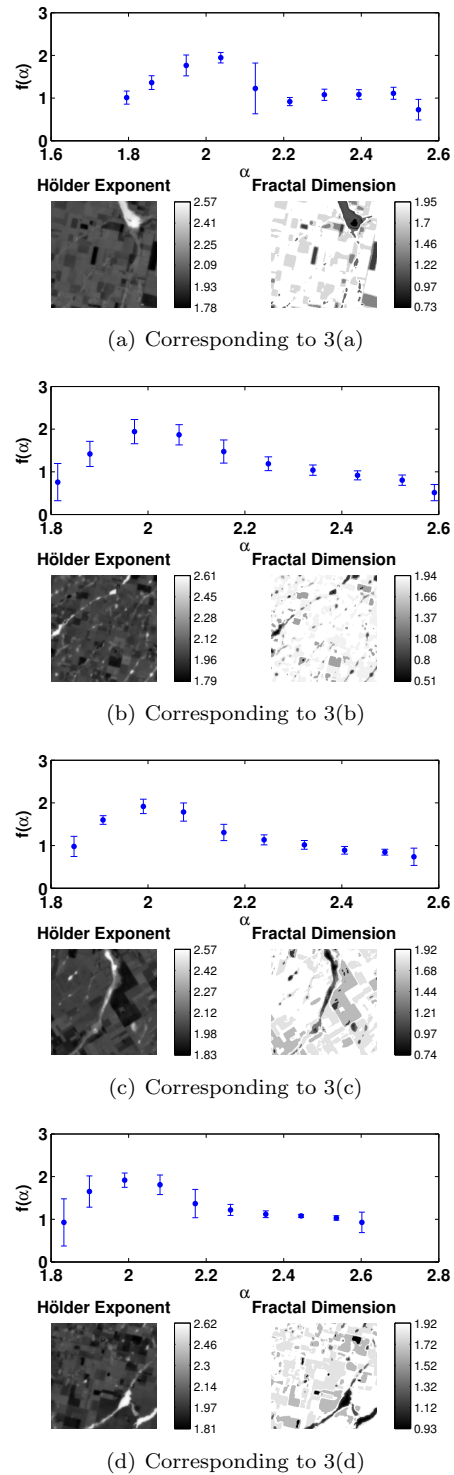 3
2
1
0
f(α)
1.6 1.8 2 2.2 2.4 2.6
α
Hölder Exponent Fractal Dimension
2.57 1.95
2.41 1.70
2.25 1.46
2.09 1.22
1.93 0.97
1.78 0.73
(a) Corresponding to 3(a)
3
2
1
0
f(α)
1.8 2 2.2 2.4 2.6
α
Hölder Exponent Fractal Dimension
2.61 1.94
2.45 1.65
2.28 1.37
2.12 1.08
1.96 0.8
1.79 0.51
(b) Corresponding to 3(b)
3
2
1
0
f(α)
1.8 2 2.2 2.4 2.6
α
Hölder Exponent Fractal Dimension
2.57 1.92
2.42 1.68
2.27 1.44
2.12 1.21
1.98 0.97
1.83 0.74
(c) Corresponding to 3(c)
3
2
1
0
f(α)
1.8 2 2.2 2.4 2.6 2.8
α
Hölder Exponent Fractal Dimension
2.62 1.92
2.46 1.72
2.3 1.52
2.14 1.32
1.97 1.12
1.81 0.93
(d) Corresponding to 3(d)